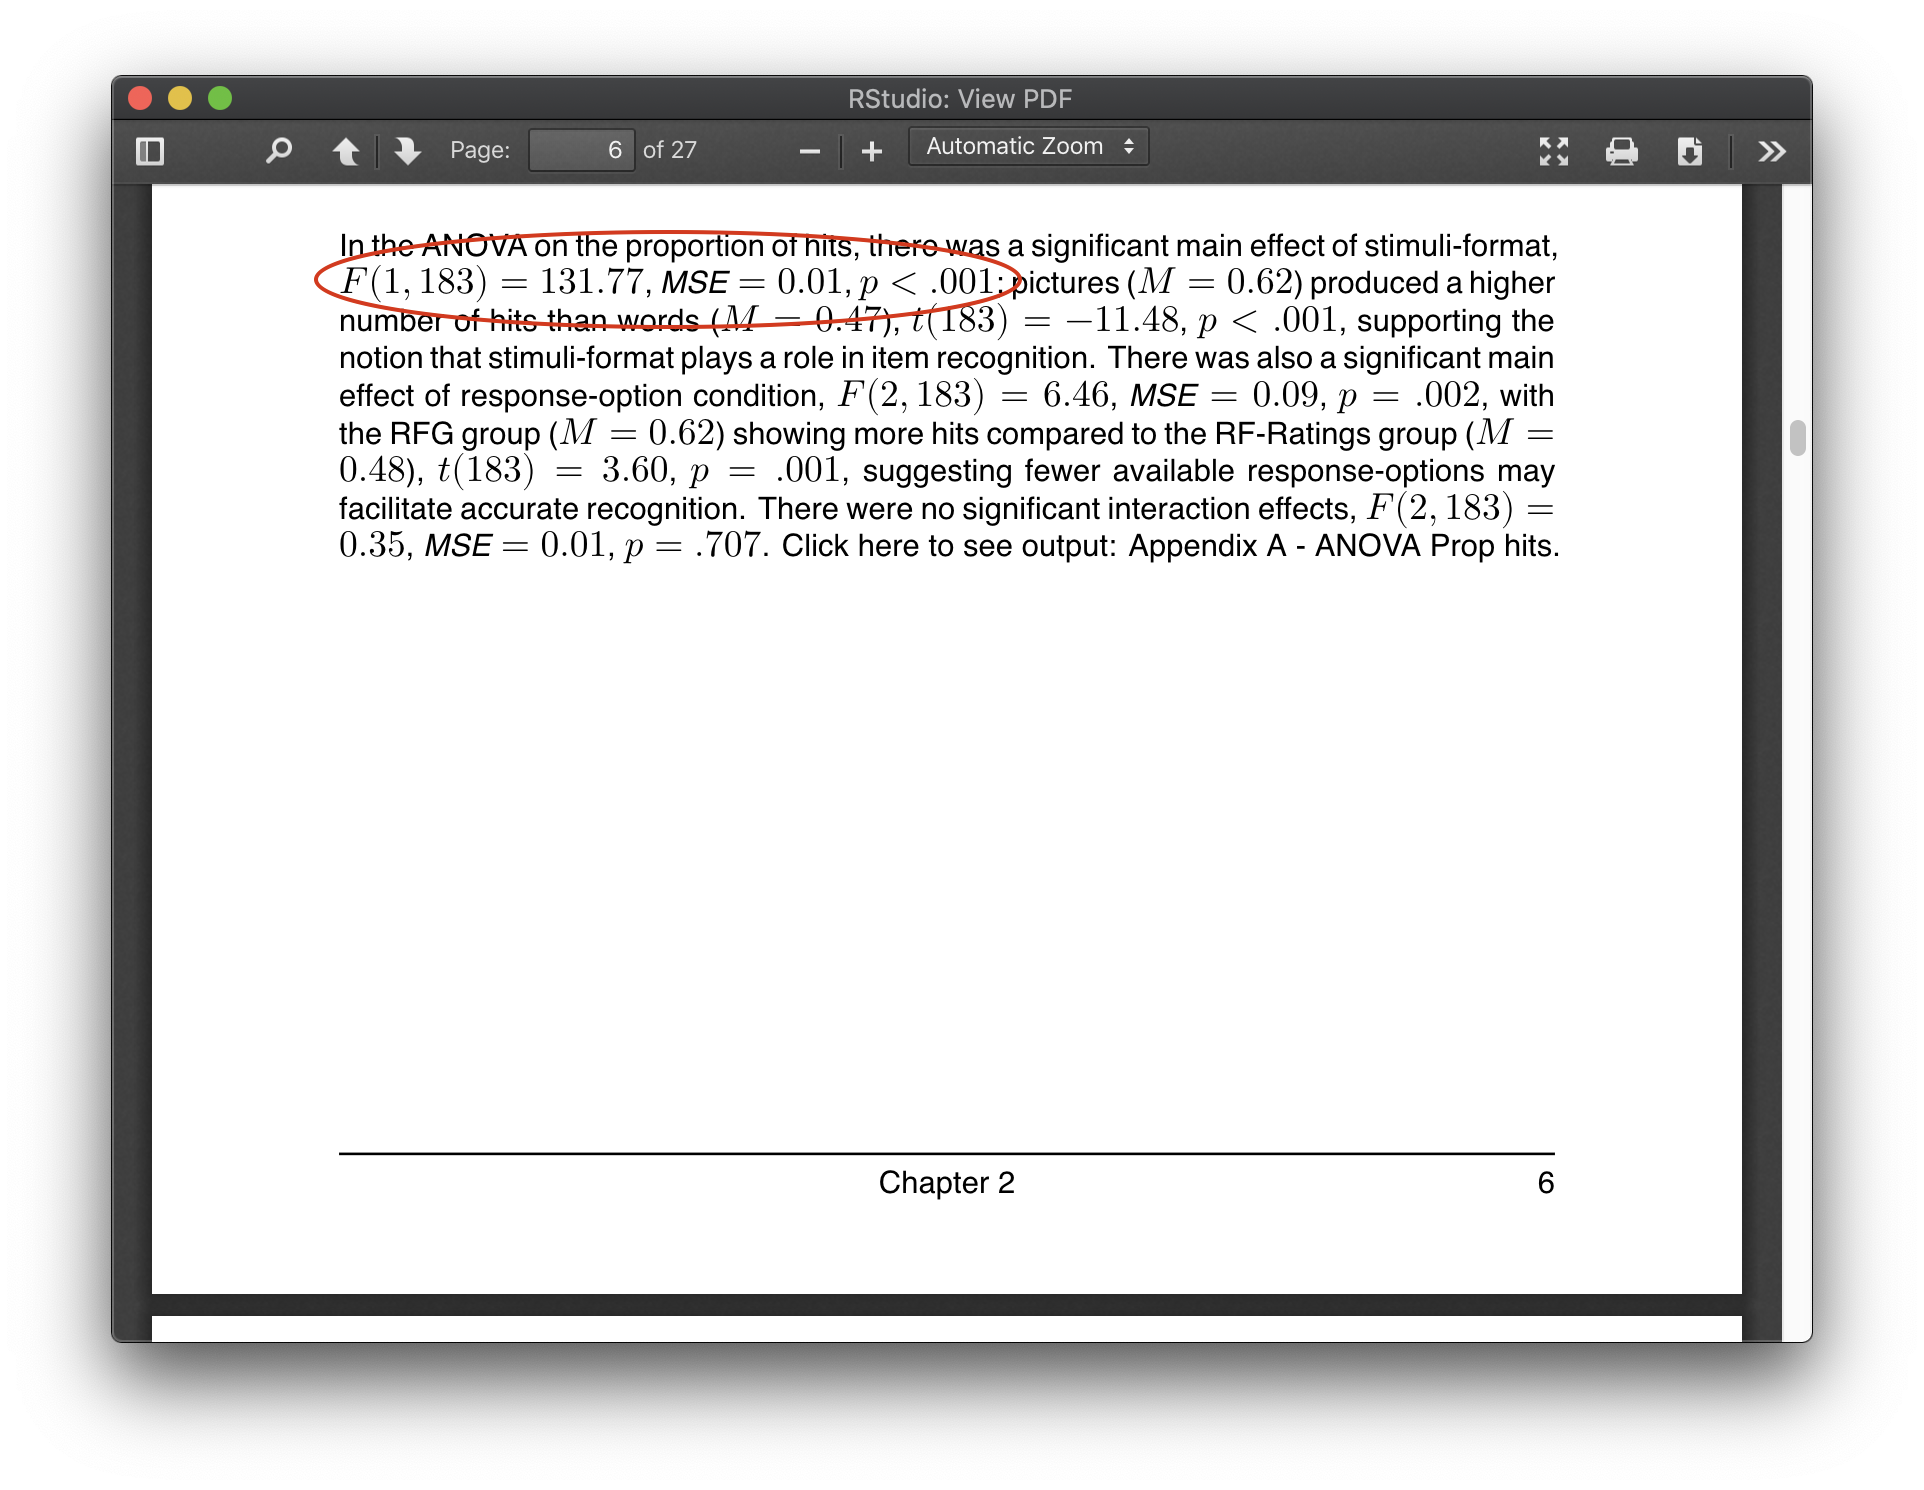 RStudio: View PDF
Page: 6 of 27 Automatic Zoom
In the ANOVA on the proportion of hits, there was a significant main effect of stimuli-format,
F(1, 183) = 131.77, MSE = 0.01, p < .001; pictures (M = 0.62) produced a higher
number of hits than words (M = 0.47), t(183) = −11.48, p < .001, supporting the
notion that stimuli-format plays a role in item recognition. There was also a significant main
effect of response-option condition, F(2, 183) = 6.46, MSE = 0.09, p = .002, with
the RFG group (M = 0.62) showing more hits compared to the RF-Ratings group (M =
0.48), t(183) = 3.60, p = .001, suggesting fewer available response-options may
facilitate accurate recognition. There were no significant interaction effects, F(2, 183) =
0.35, MSE = 0.01, p = .707. Click here to see output: Appendix A - ANOVA Prop hits.
Chapter 2 6